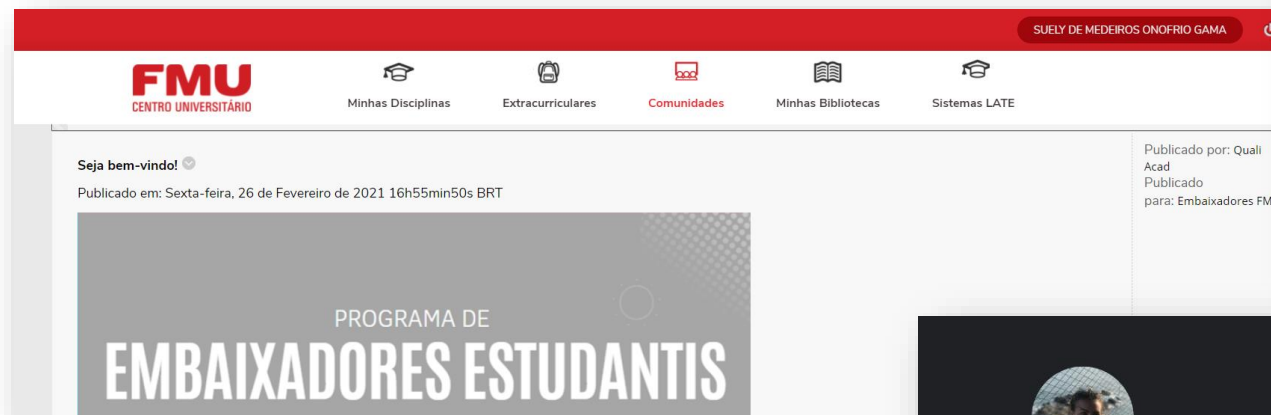 SUELY DE MEDEIROS ONOFRIO GAMA
FMU
CENTRO UNIVERSITÁRIO
Minhas Disciplinas
Extracurriculares
Comunidades
Minhas Bibliotecas
Sistemas LATE
Seja bem-vindo!
Publicado em: Sexta-feira, 26 de Fevereiro de 2021 16h55min50s BRT
Publicado por: Quali
Acad
Publicado
para: Embaixadores FM
PROGRAMA DE
EMBAIXADORES ESTUDANTIS